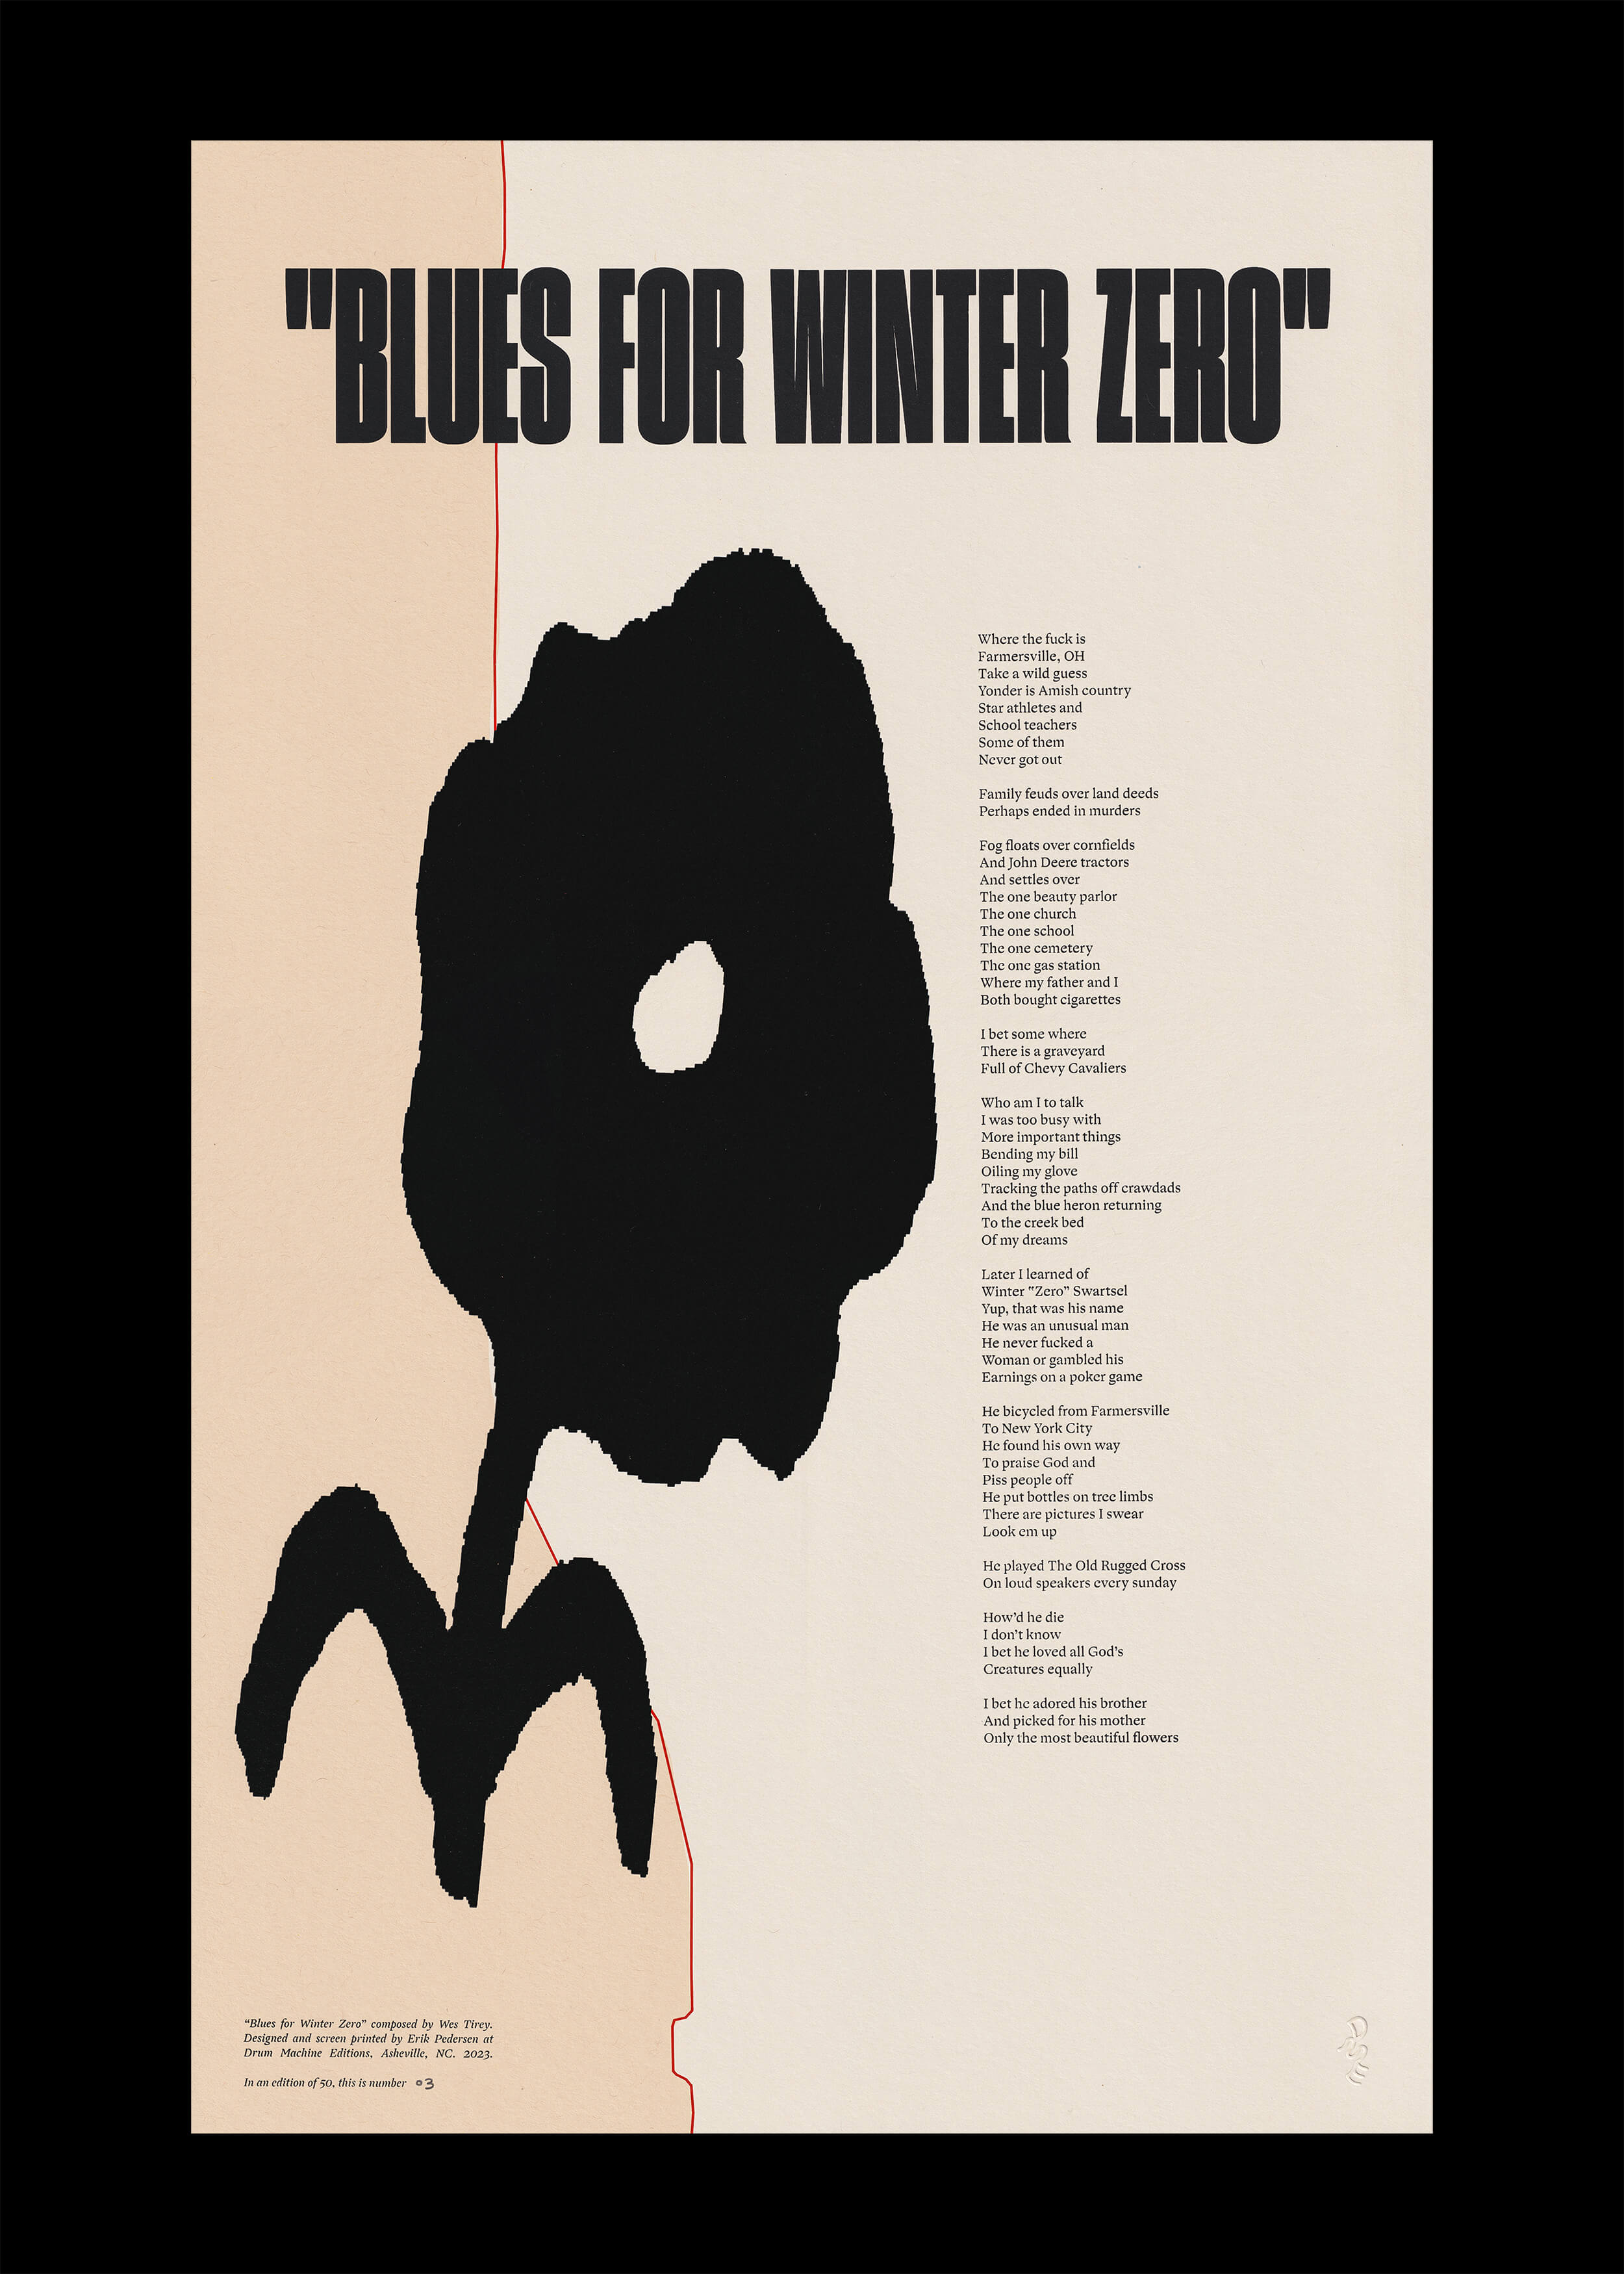 "BLUES FOR WINTER ZERO"
Where the fuck is
Farmersville, OH
Take a wild guess
Yonder is Amish country
Star athletes and
School teachers
Some of them
Never got out
Family feuds over land deeds
Perhaps ended in murders
Fog floats over cornfields
And John Deere tractors
And settles over
The one beauty parlor
The one church
The one school
The one cemetery
The one gas station
Where my father and I
Both bought cigarettes
I bet some where
There is a graveyard
Full of Chevy Cavaliers
Who am I to talk
I was too busy with
More important things
Bending my bill
Oiling my glove
Tracking the paths off crawdads
And the blue heron returning
To the creek bed
Of my dreams
Later I learned of
Winter "Zero" Swartsel
Yup, that was his name
He was an unusual man
He never fucked a
Woman or gambled his
Earnings on a poker game
He bicycled from Farmersville
To New York City
He found his own way
To praise God and
Piss people off
He put bottles on tree limbs
There are pictures I swear
Look em up
He played The Old Rugged Cross
On loud speakers every sunday
How'd he die
I don't know
I bet he loved all God's
Creatures equally
I bet he adored his brother
And picked for his mother
Only the most beautiful flowers
“Blues for Winter Zero” composed by Wes Tirey.
Designed and screen printed by Erik Pedersen at
Drum Machine Editions, Asheville, NC. 2023.
In an edition of 50, this is number 03